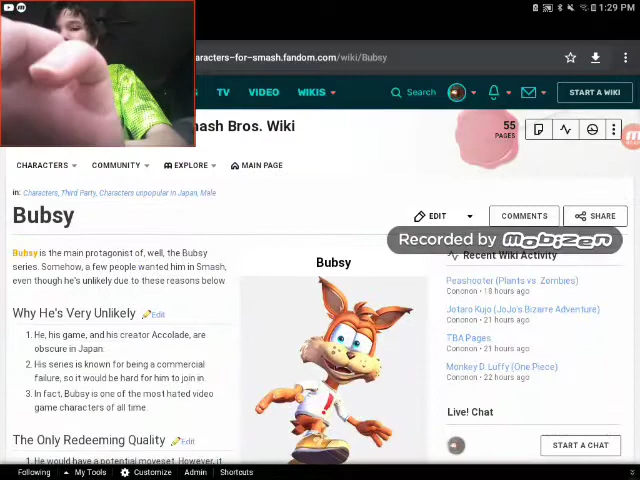 1:29 PM
aracters-for-smash.fandom.com/wiki/Bubsy
TV VIDEO WIKIS Search START A WIKI
mash Bros. Wiki
55
PAGES
CHARACTERS COMMUNITY EXPLORE MAIN PAGE
in: Characters, Third Party, Characters unpopular in Japan, Male
Bubsy
EDIT COMMENTS SHARE
Recorded by mobizen
Bubsy is the main protagonist of, well, the Bubsy
series. Somehow, a few people wanted him in Smash,
even though he's unlikely due to these reasons below
Why He's Very Unlikely Edit
1. He, his game, and his creator Accolade, are
obscure in Japan.
2. His series is known for being a commercial
failure, so it would be hard for him to join in.
3. In fact, Bubsy is one of the most hated video
game characters of all time.
The Only Redeeming Quality Edit
1. He would have a potential moveset. However, it
Bubsy
Recent Wiki Activity
Peashooter (Plants vs. Zombies)
Cononon • 18 hours ago
Jotaro Kujo (JoJo's Bizarre Adventure)
Cononon • 21 hours ago
TBA Pages
Cononon • 21 hours ago
Monkey D. Luffy (One Piece)
Cononon • 22 hours ago
Live! Chat
START A CHAT
Following My Tools Customize Admin Shortcuts